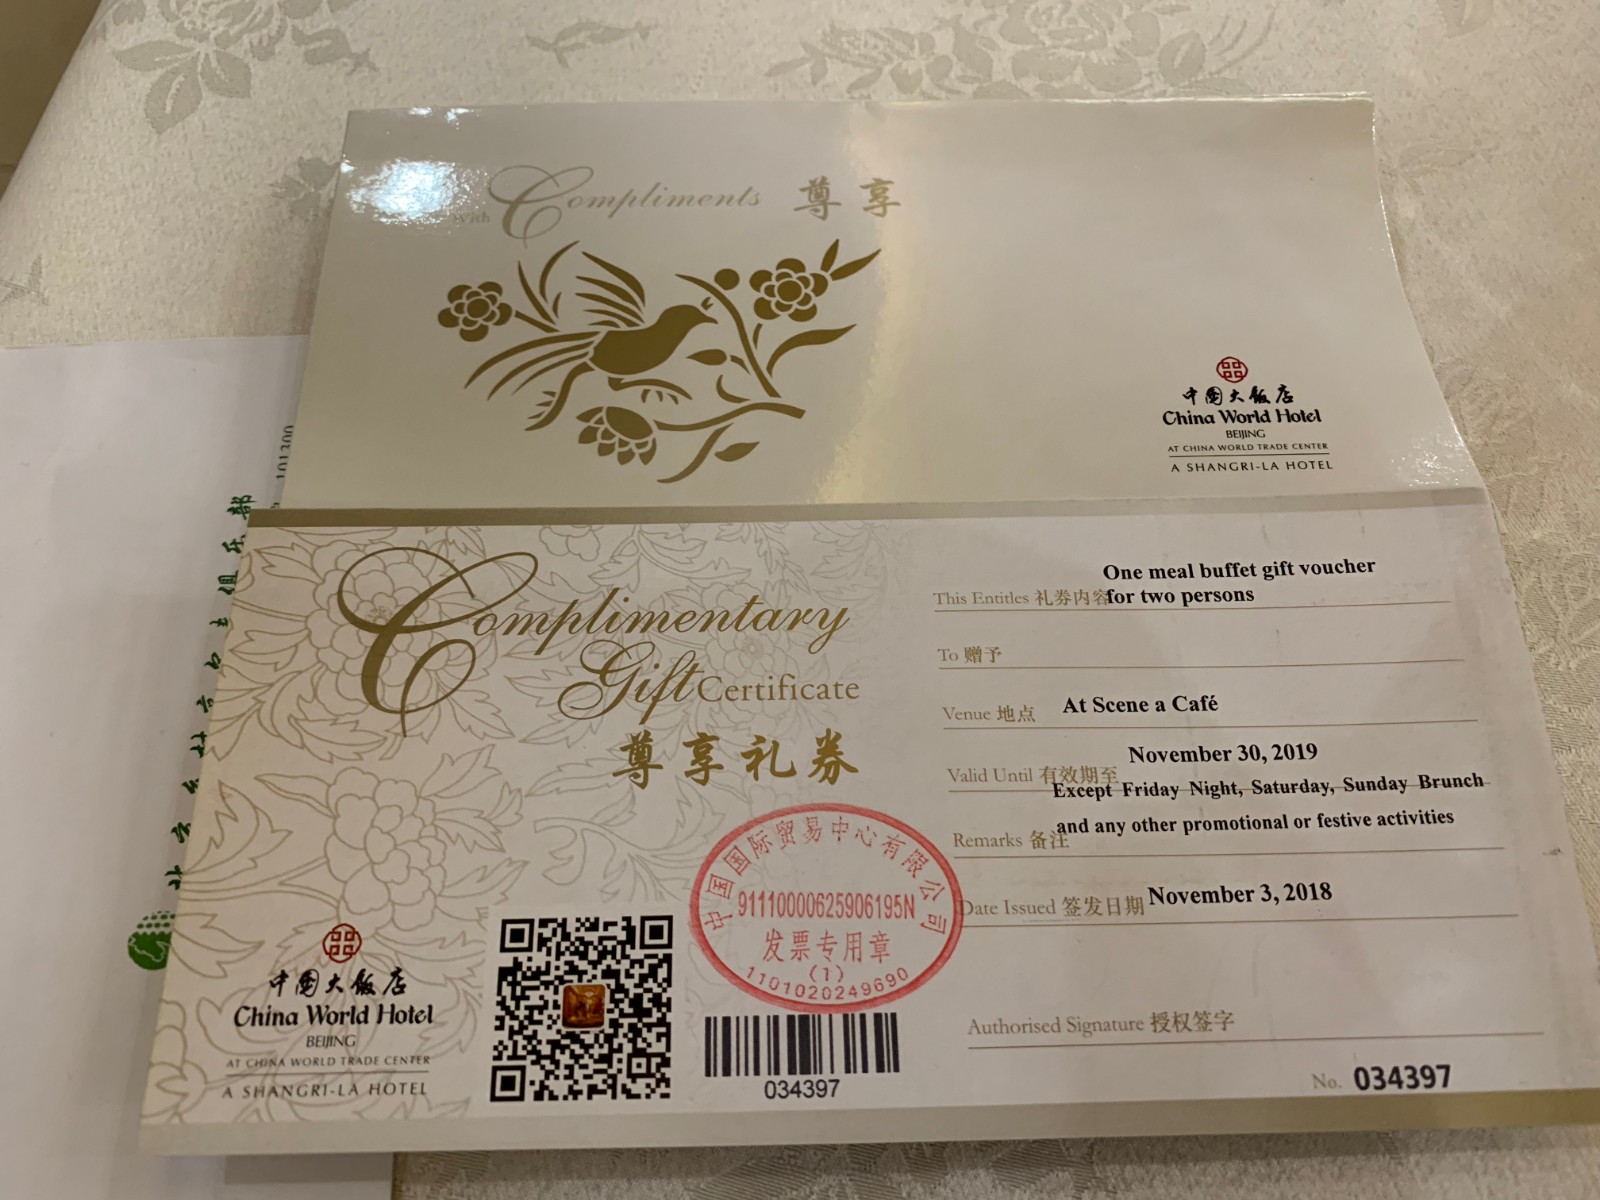 With Compliments 尊享
中国大饭店
China World Hotel
BEIJING
AT CHINA WORLD TRADE CENTER
A SHANGRI-LA HOTEL
101300
Complimentary
Gift Certificate
尊享礼券
One meal buffet gift voucher
This Entitles 礼券内容 for two persons
To 赠予
Venue 地点 At Scene a Café
November 30, 2019
Valid Until 有效期至
Except Friday Night, Saturday, Sunday Brunch
and any other promotional or festive activities
Remarks 备注
Date Issued 签发日期 November 3, 2018
Authorised Signature 授权签字
No. 034397
中国国际贸易中心有限公司
91110000625906195N
发票专用章
(1)
1101020249690
034397
中国大饭店
China World Hotel
BEIJING
AT CHINA WORLD TRADE CENTER
A SHANGRI-LA HOTEL